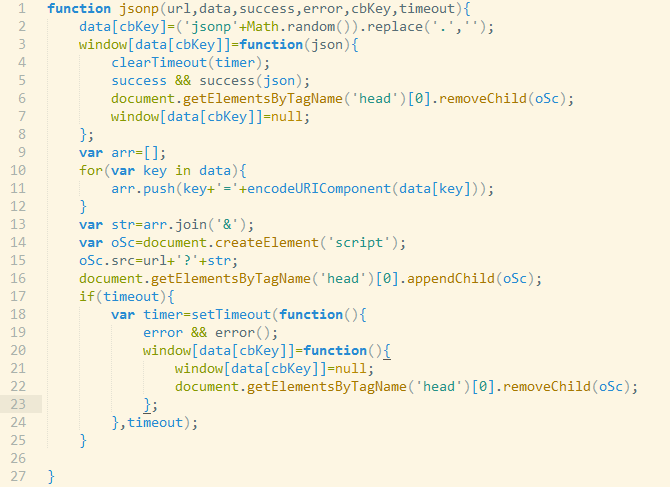 1 function jsonp(url,data,success,error,cbKey,timeout){
2     data[cbKey]=('jsonp'+Math.random()).replace('.','');
3     window[data[cbKey]]=function(json){
4         clearTimeout(timer);
5         success && success(json);
6         document.getElementsByTagName('head')[0].removeChild(oSc);
7         window[data[cbKey]]=null;
8     };
9     var arr=[];
10     for(var key in data){
11         arr.push(key+'='+encodeURIComponent(data[key]));
12     }
13     var str=arr.join('&');
14     var oSc=document.createElement('script');
15     oSc.src=url+'?'+str;
16     document.getElementsByTagName('head')[0].appendChild(oSc);
17     if(timeout){
18         var timer=setTimeout(function(){
19             error && error();
20             window[data[cbKey]]=function(){
21                 window[data[cbKey]]=null;
22                 document.getElementsByTagName('head')[0].removeChild(oSc);
23             };
24         },timeout);
25     }
26
27 }